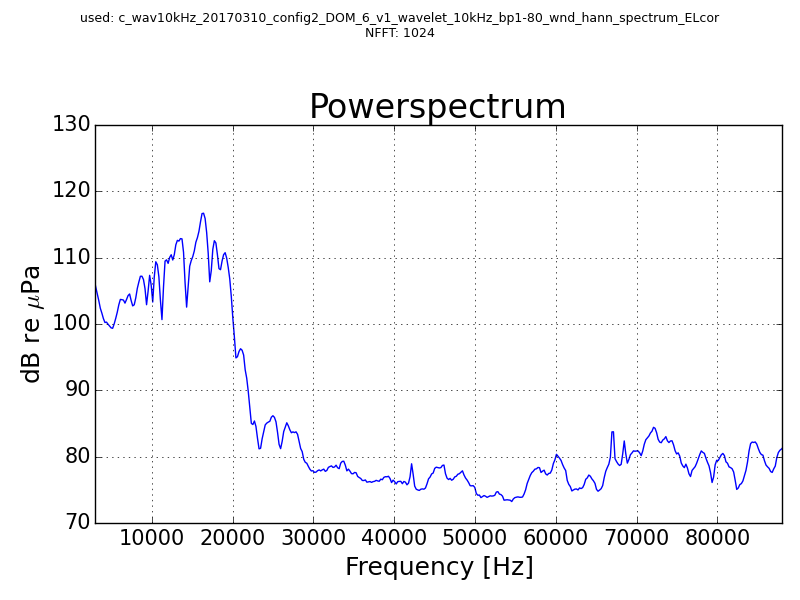 used: c_wav10kHz_20170310_config2_DOM_6_v1_wavelet_10kHz_bp1-80_wnd_hann_spectrum_ELcor
NFFT: 1024
Powerspectrum
130
120
110
100
90
80
70
dB re μPa
10000 20000 30000 40000 50000 60000 70000 80000
Frequency [Hz]